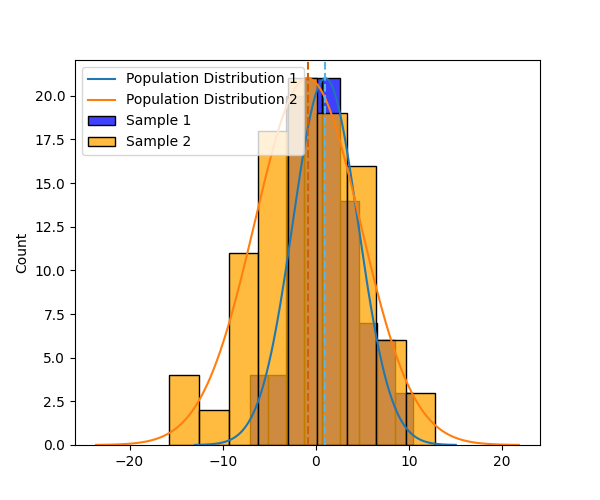 Population Distribution 1
Population Distribution 2
Sample 1
Sample 2
20.0
17.5
15.0
12.5
10.0
7.5
5.0
2.5
0.0
Count
−20 −10 0 10 20